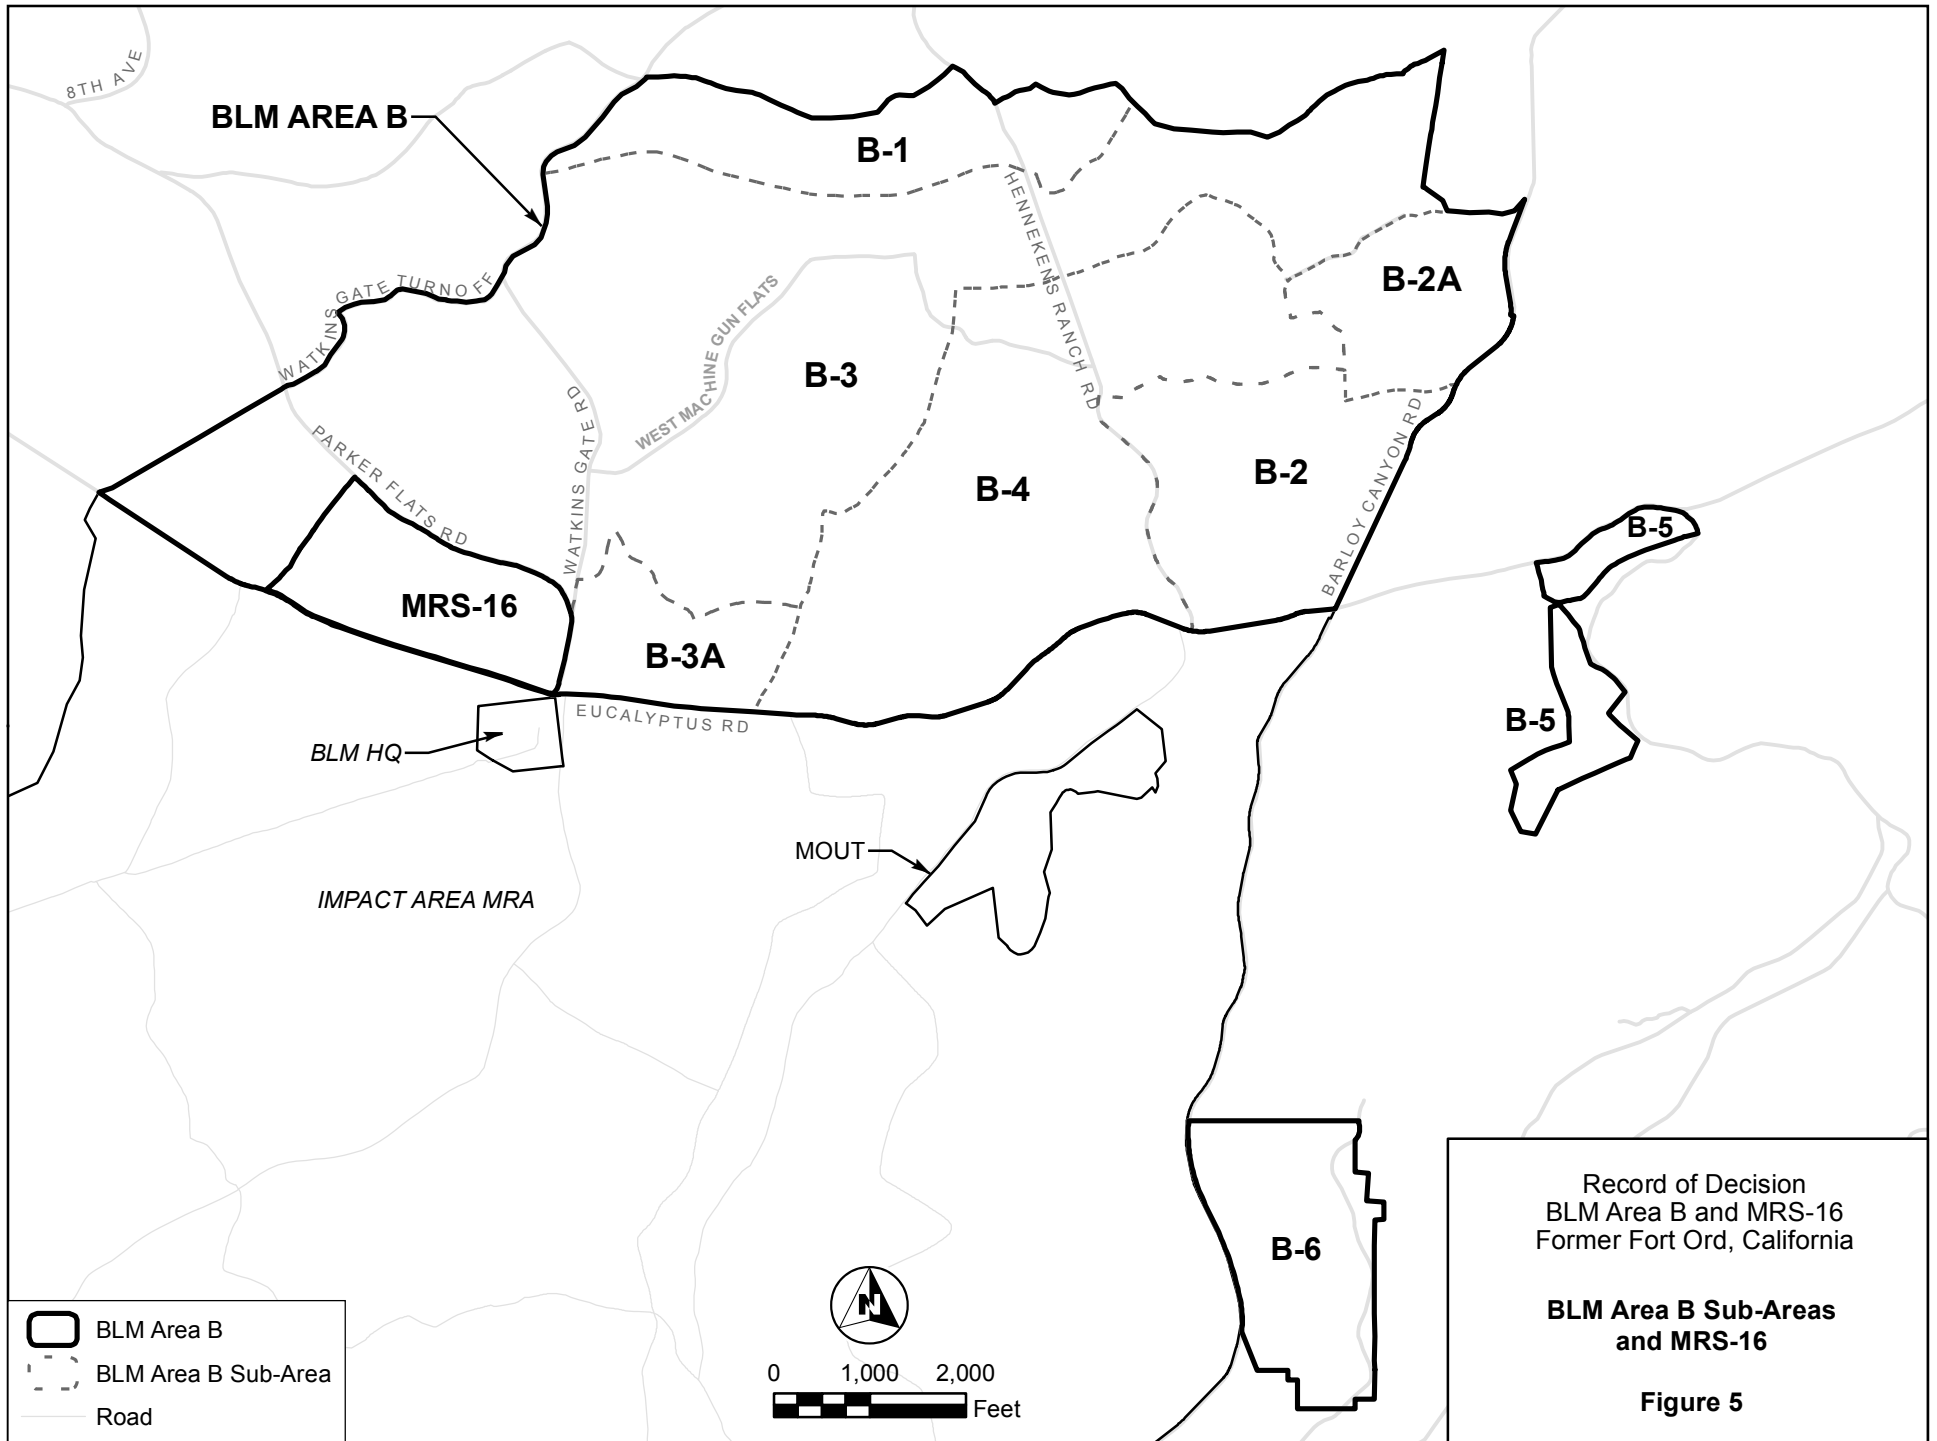 8TH AVE
BLM AREA B
B-1
HENNEKENS RANCH RD
B-2A
WATKINS GATE TURNOFF
WEST MACHINE GUN FLATS
B-3
WATKINS GATE RD
PARKER FLATS RD
B-4
B-2
BARLOY CANYON RD
B-5
MRS-16
B-3A
EUCALYPTUS RD
B-5
BLM HQ
MOUT
IMPACT AREA MRA
B-6
N
0 1,000 2,000
Feet
BLM Area B
BLM Area B Sub-Area
Road
Record of Decision
BLM Area B and MRS-16
Former Fort Ord, California
BLM Area B Sub-Areas
and MRS-16
Figure 5